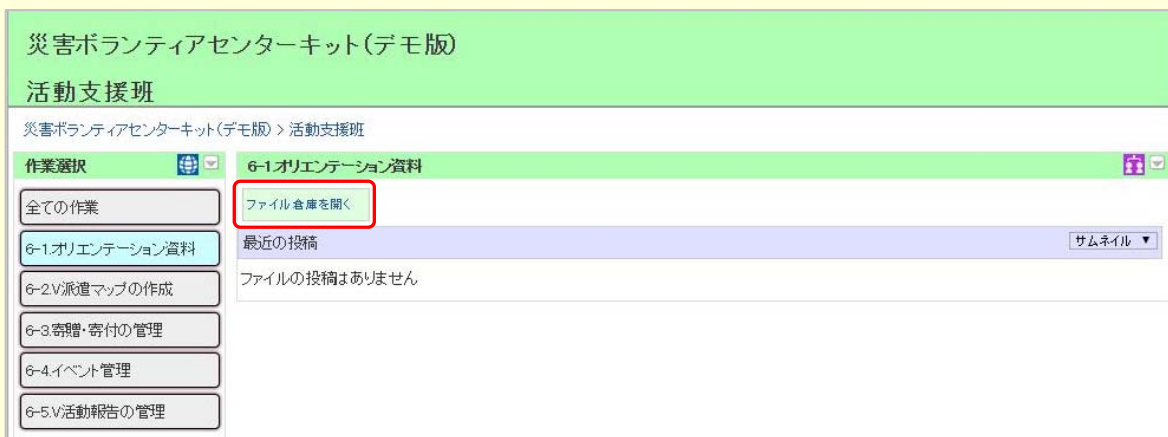 災害ボランティアセンターキット(デモ版)
活動支援班
災害ボランティアセンターキット(デモ版) > 活動支援班
作業選択
全ての作業
6-1.オリエンテーション資料
6-2.V派遣マップの作成
6-3.寄贈・寄付の管理
6-4.イベント管理
6-5.V活動報告の管理
6-1.オリエンテーション資料
ファイル倉庫を開く
最近の投稿
サムネイル ▼
ファイルの投稿はありません